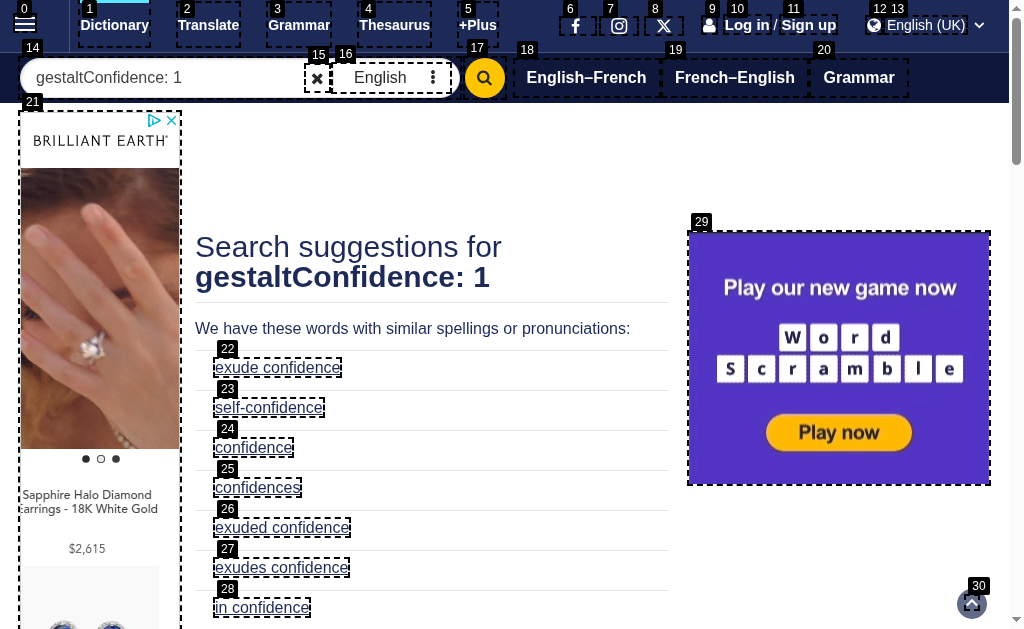 0 1 2 3 4 5 6 7 8 9 10 11 12 13
Dictionary Translate Grammar Thesaurus +Plus Log in / Sign up English (UK)
14 15 16 17 18 19 20
gestaltConfidence: 1 English English–French French–English Grammar
21
BRILLIANT EARTH
Sapphire Halo Diamond
arrings - 18K White Gold
$2,615
Search suggestions for
gestaltConfidence: 1
We have these words with similar spellings or pronunciations:
22
exude confidence
23
self-confidence
24
confidence
25
confidences
26
exuded confidence
27
exudes confidence
28
in confidence
29
Play our new game now
Word
Scramble
Play now
30